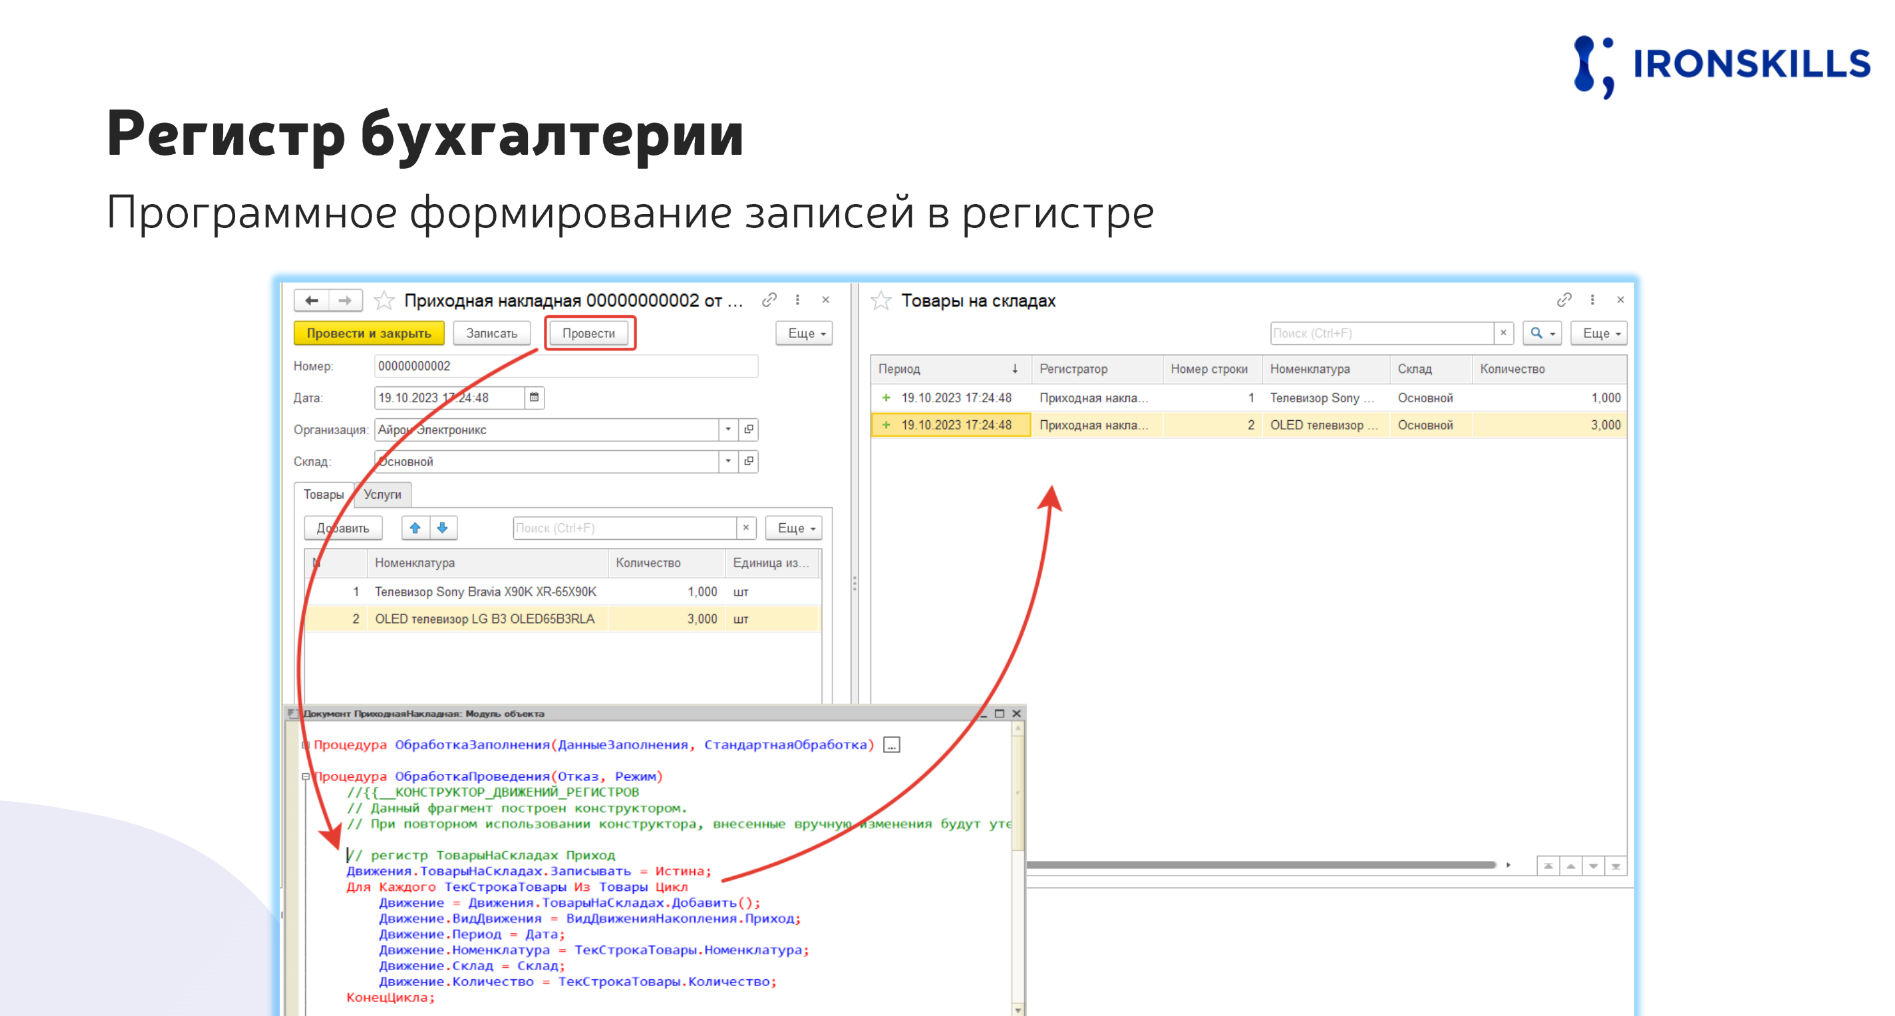 IRONSKILLS
Регистр бухгалтерии
Программное формирование записей в регистре
Приходная накладная 00000000002 от ...
Провести и закрыть
Записать
Провести
Еще
Номер:
00000000002
Дата:
19.10.2023 17:24:48
Организация:
Айрон Электроникс
Склад:
Основной
Товары
Услуги
Добавить
Поиск (Ctrl+F)
×
Еще
N Номенклатура Количество Единица из...
1 Телевизор Sony Bravia X90K XR-65X90K 1,000 шт
2 OLED телевизор LG B3 OLED65B3RLA 3,000 шт
Товары на складах
Поиск (Ctrl+F)
×
Еще
Период Регистратор Номер строки Номенклатура Склад Количество
19.10.2023 17:24:48 Приходная накла... 1 Телевизор Sony ... Основной 1,000
19.10.2023 17:24:48 Приходная накла... 2 OLED телевизор ... Основной 3,000
Документ ПриходнаяНакладная: Модуль объекта
Процедура ОбработкаЗаполнения(ДанныеЗаполнения, СтандартнаяОбработка) ...
Процедура ОбработкаПроведения(Отказ, Режим)
//{{__КОНСТРУКТОР_ДВИЖЕНИЙ_РЕГИСТРОВ
// Данный фрагмент построен конструктором.
// При повторном использовании конструктора, внесенные вручную изменения будут уте
// регистр ТоварыНаСкладах Приход
Движения.ТоварыНаСкладах.Записывать = Истина;
Для Каждого ТекСтрокаТовары Из Товары Цикл
Движение = Движения.ТоварыНаСкладах.Добавить();
Движение.ВидДвижения = ВидДвиженияНакопления.Приход;
Движение.Период = Дата;
Движение.Номенклатура = ТекСтрокаТовары.Номенклатура;
Движение.Склад = Склад;
Движение.Количество = ТекСтрокаТовары.Количество;
КонецЦикла;